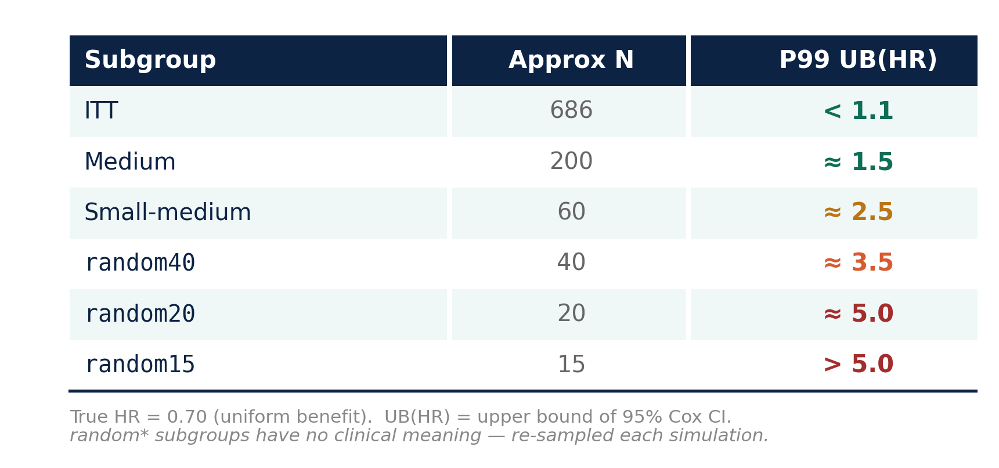 Subgroup Approx N P99 UB(HR)
ITT 686 < 1.1
Medium 200 ≈ 1.5
Small-medium 60 ≈ 2.5
random40 40 ≈ 3.5
random20 20 ≈ 5.0
random15 15 > 5.0
True HR = 0.70 (uniform benefit).  UB(HR) = upper bound of 95% Cox CI.
random* subgroups have no clinical meaning — re-sampled each simulation.